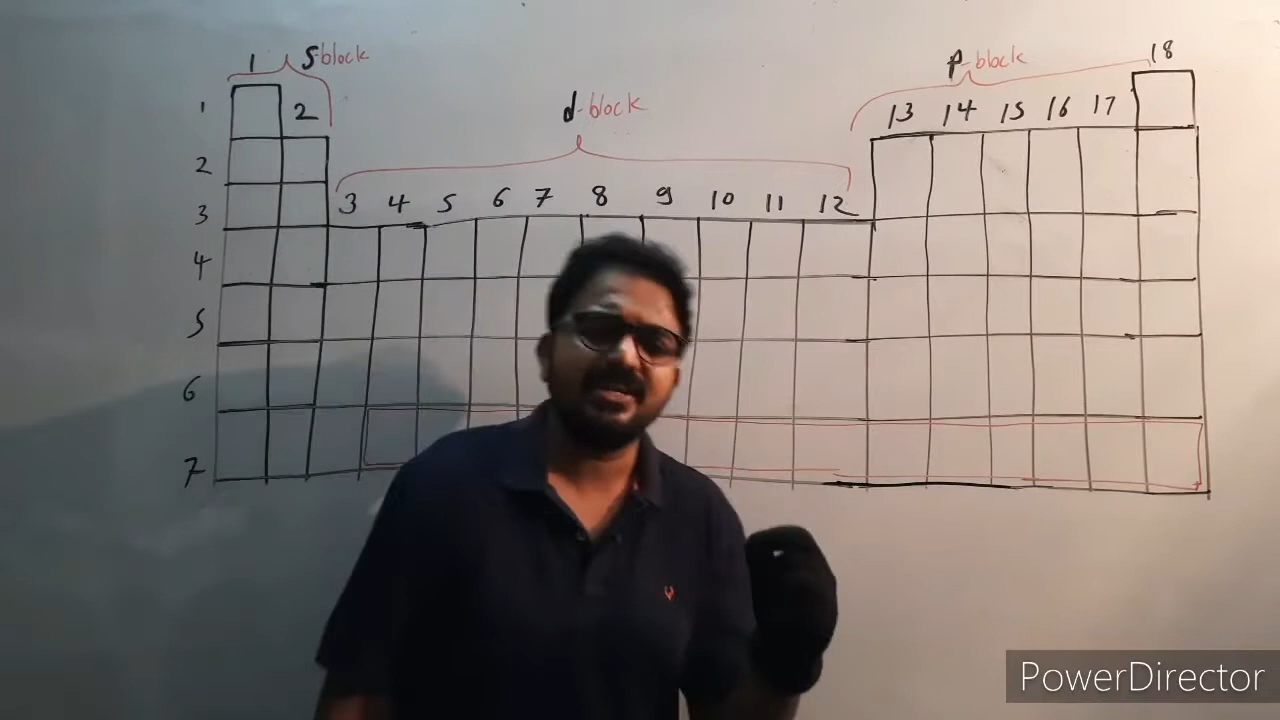 1 S-block p-block 18
1 2 d-block 13 14 15 16 17
2
3 3 4 5 6 7 8 9 10 11 12
4
5
6
7
PowerDirector